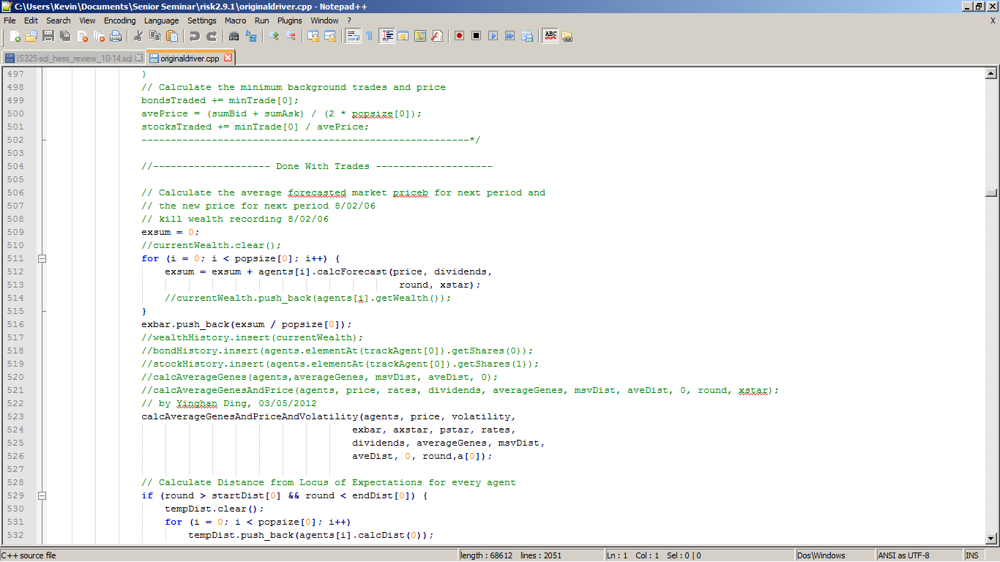 C:\Users\Kevin\Documents\Senior Seminar\risk2.9.1\originaldriver.cpp - Notepad++
File Edit Search View Encoding Language Settings Macro Run Plugins Window ? X
ABC
IS325-sql_hess_review_10-14.sql originaldriver.cpp
497 }
498 // Calculate the minimum background trades and price
499 bondsTraded += minTrade[0];
500 avePrice = (sumBid + sumAsk) / (2 * popsize[0]);
501 stocksTraded += minTrade[0] / avePrice;
502 --------------------------------------------------------*/
503
504 //-------------------- Done With Trades --------------------
505
506 // Calculate the average forecasted market priceb for next period and
507 // the new price for next period 8/02/06
508 // kill wealth recording 8/02/06
509 exsum = 0;
510 //currentWealth.clear();
511 for (i = 0; i < popsize[0]; i++) {
512 exsum = exsum + agents[i].calcForecast(price, dividends,
513 round, xstar);
514 //currentWealth.push_back(agents[i].getWealth());
515 }
516 exbar.push_back(exsum / popsize[0]);
517 //wealthHistory.insert(currentWealth);
518 //bondHistory.insert(agents.elementAt(trackAgent[0]).getShares(0));
519 //stockHistory.insert(agents.elementAt(trackAgent[0]).getShares(1));
520 //calcAverageGenes(agents,averageGenes, msvDist, aveDist, 0);
521 //calcAverageGenesAndPrice(agents, price, rates, dividends, averageGenes, msvDist, aveDist, 0, round, xstar);
522 // by Yinghan Ding, 03/05/2012
523 calcAverageGenesAndPriceAndVolatility(agents, price, volatility,
524 exbar, axstar, pstar, rates,
525 dividends, averageGenes, msvDist,
526 aveDist, 0, round,a[0]);
527
528 // Calculate Distance from Locus of Expectations for every agent
529 if (round > startDist[0] && round < endDist[0]) {
530 tempDist.clear();
531 for (i = 0; i < popsize[0]; i++)
532 tempDist.push_back(agents[i].calcDist(0));
C++ source file length : 68612 lines : 2051 Ln : 1 Col : 1 Sel : 0 | 0 Dos\Windows ANSI as UTF-8 INS